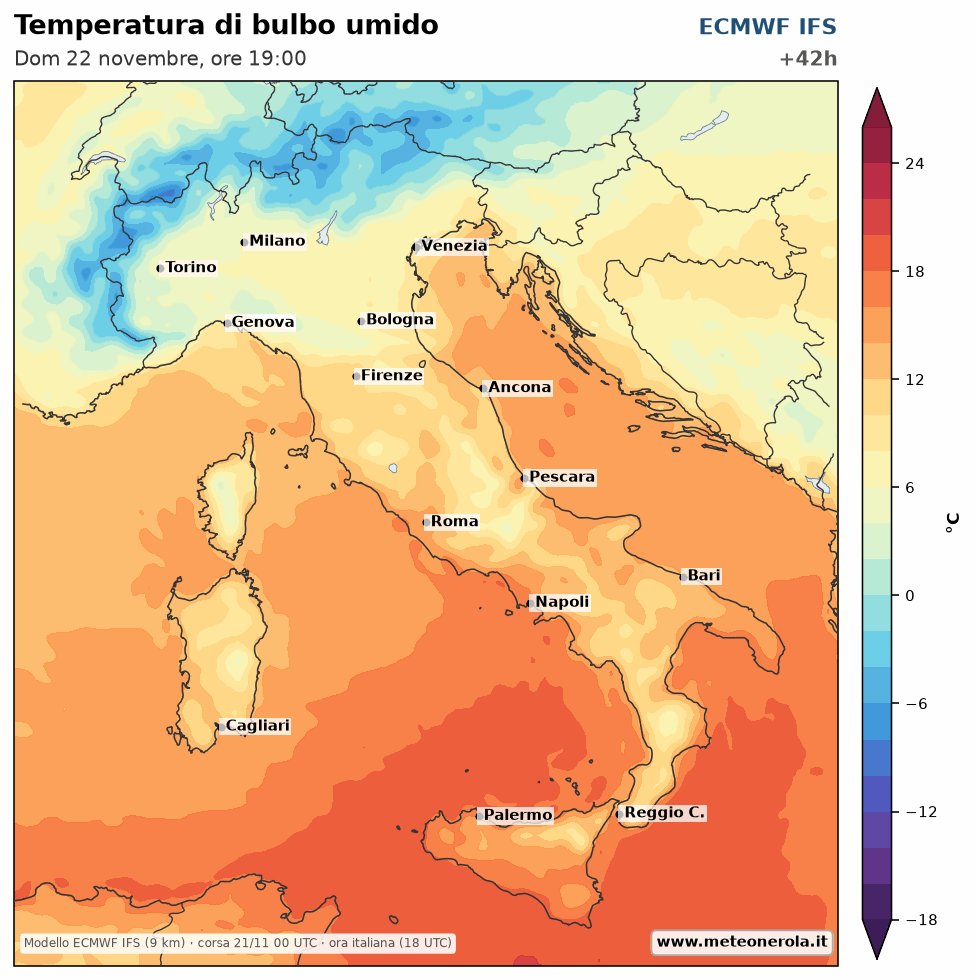 Temperatura di bulbo umido
ECMWF IFS
Dom 22 novembre, ore 19:00
+42h
Milano
Venezia
Torino
Genova
Bologna
Firenze
Ancona
Pescara
Roma
Bari
Napoli
Cagliari
Palermo
Reggio C.
24
18
12
6
0
−6
−12
−18
°C
Modello ECMWF IFS (9 km) · corsa 21/11 00 UTC · ora italiana (18 UTC)
www.meteonerola.it